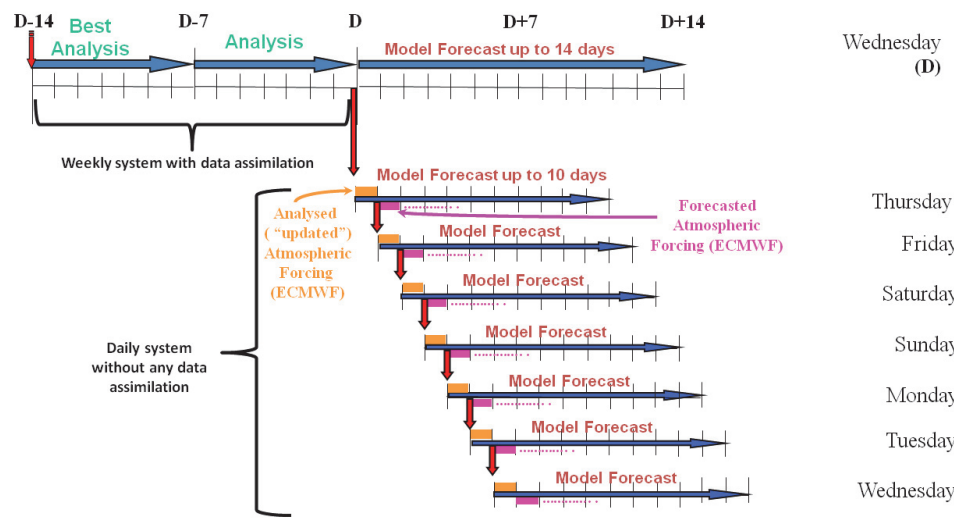 D-14 D-7 D D+7 D+14
Best
Analysis
Analysis
Model Forecast up to 14 days
Wednesday
(D)
Weekly system with data assimilation
Model Forecast up to 10 days
Thursday
Analysed
( “updated”)
Atmospheric
Forcing
(ECMWF)
Forecasted
Atmospheric
Forcing (ECMWF)
Model Forecast
Friday
Model Forecast
Saturday
Daily system
without any data
assimilation
Model Forecast
Sunday
Model Forecast
Monday
Model Forecast
Tuesday
Model Forecast
Wednesday